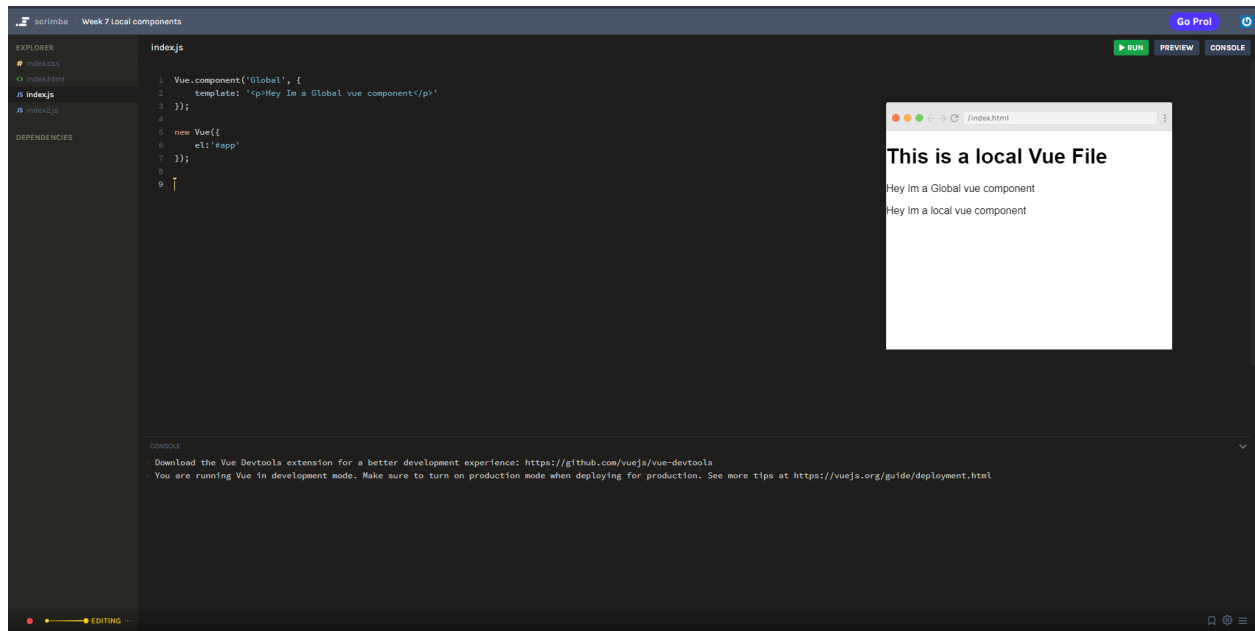 scrimba Week 7 Local components
Go Pro!
EXPLORER
# index.css
<> index.html
JS index.js
JS index2.js
DEPENDENCIES
index.js
RUN PREVIEW CONSOLE
1 Vue.component('Global', {
2 template: '<p>Hey Im a Global vue component</p>'
3 });
4
5 new Vue({
6 el:'#app'
7 });
8
9
/index.html
This is a local Vue File
Hey Im a Global vue component
Hey Im a local vue component
CONSOLE
› Download the Vue Devtools extension for a better development experience: https://github.com/vuejs/vue-devtools
› You are running Vue in development mode. Make sure to turn on production mode when deploying for production. See more tips at https://vuejs.org/guide/deployment.html
EDITING ...